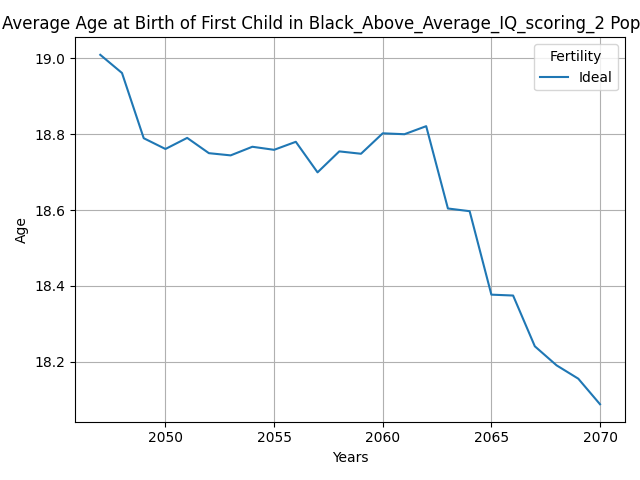 Average Age at Birth of First Child in Black_Above_Average_IQ_scoring_2 Pop
Fertility
Ideal
19.0
18.8
18.6
18.4
18.2
Age
2050 2055 2060 2065 2070
Years